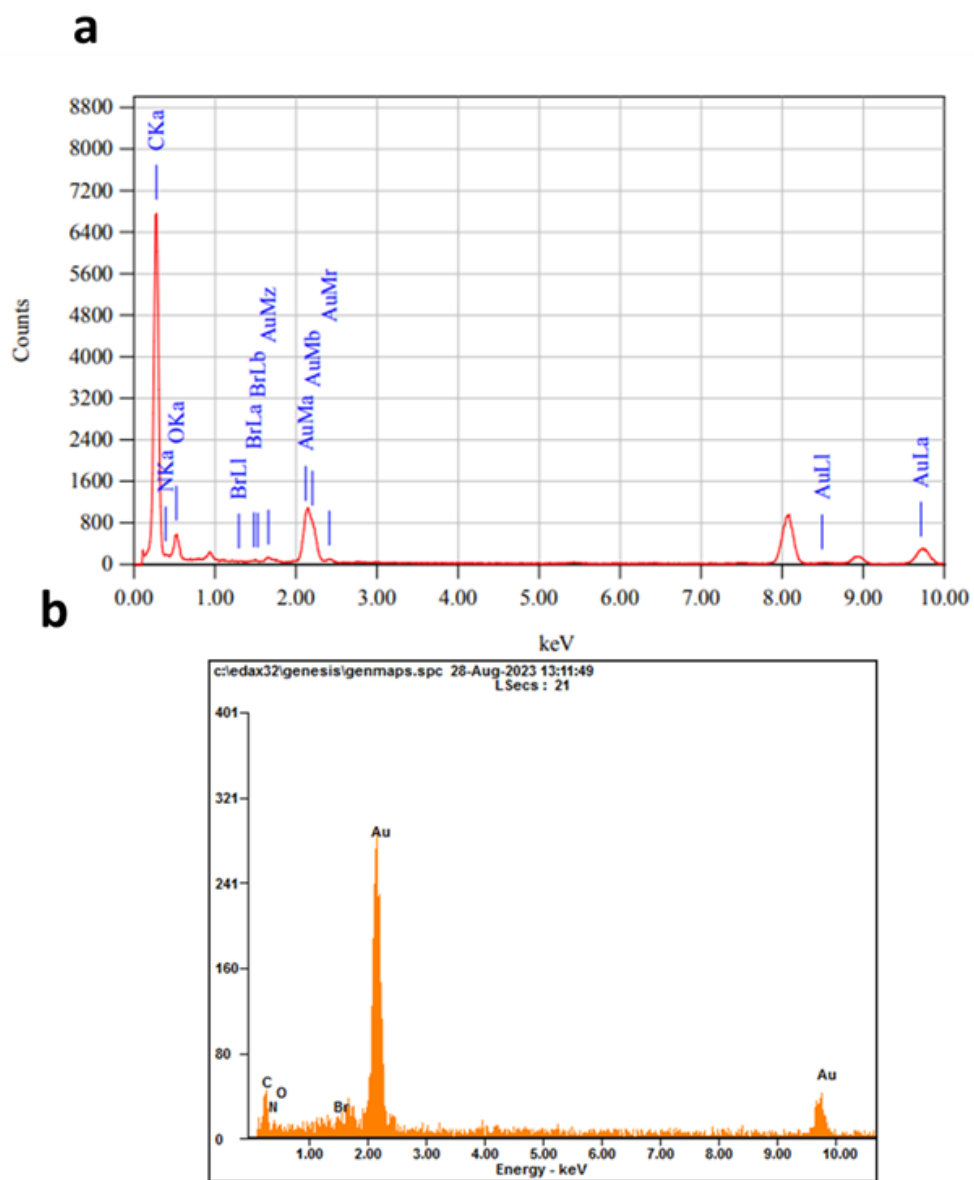 a
8800
8000
7200
6400
5600
4800
4000
3200
2400
1600
800
0
Counts
CKa
NKa
OKa
BrLl
BrLa
BrLb
AuMz
AuMa
AuMb
AuMr
AuLl
AuLa
0.00 1.00 2.00 3.00 4.00 5.00 6.00 7.00 8.00 9.00 10.00
keV
b
c:\edax32\genesis\genmaps.spc 28-Aug-2023 13:11:49
LSecs : 21
401
321
241
160
80
0
Au
C
O
N
Br
Au
1.00 2.00 3.00 4.00 5.00 6.00 7.00 8.00 9.00 10.00
Energy - keV